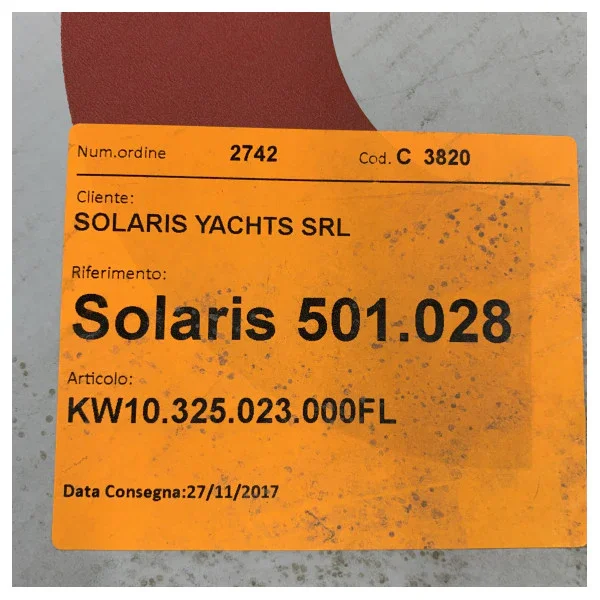 Num.ordine 2742 Cod. C 3820
Cliente:
SOLARIS YACHTS SRL
Riferimento:
Solaris 501.028
Articolo:
KW10.325.023.000FL
Data Consegna:27/11/2017